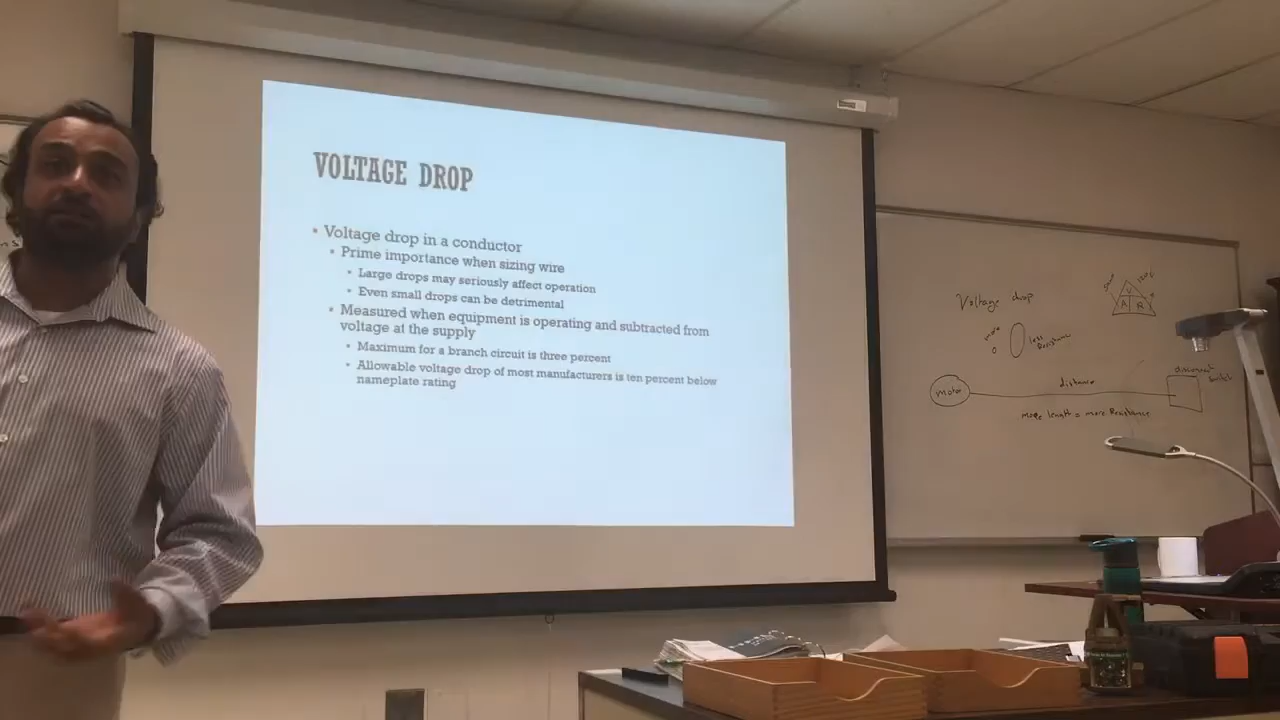 VOLTAGE DROP
Voltage drop in a conductor
Prime importance when sizing wire
Large drops may seriously affect operation
Even small drops can be detrimental
Measured when equipment is operating and subtracted from
voltage at the supply
Maximum for a branch circuit is three percent
Allowable voltage drop of most manufacturers is ten percent below
nameplate rating
Voltage drop
V
A R
less
Resistance
motor
distance
disconnect
switch
more length = more Resistance